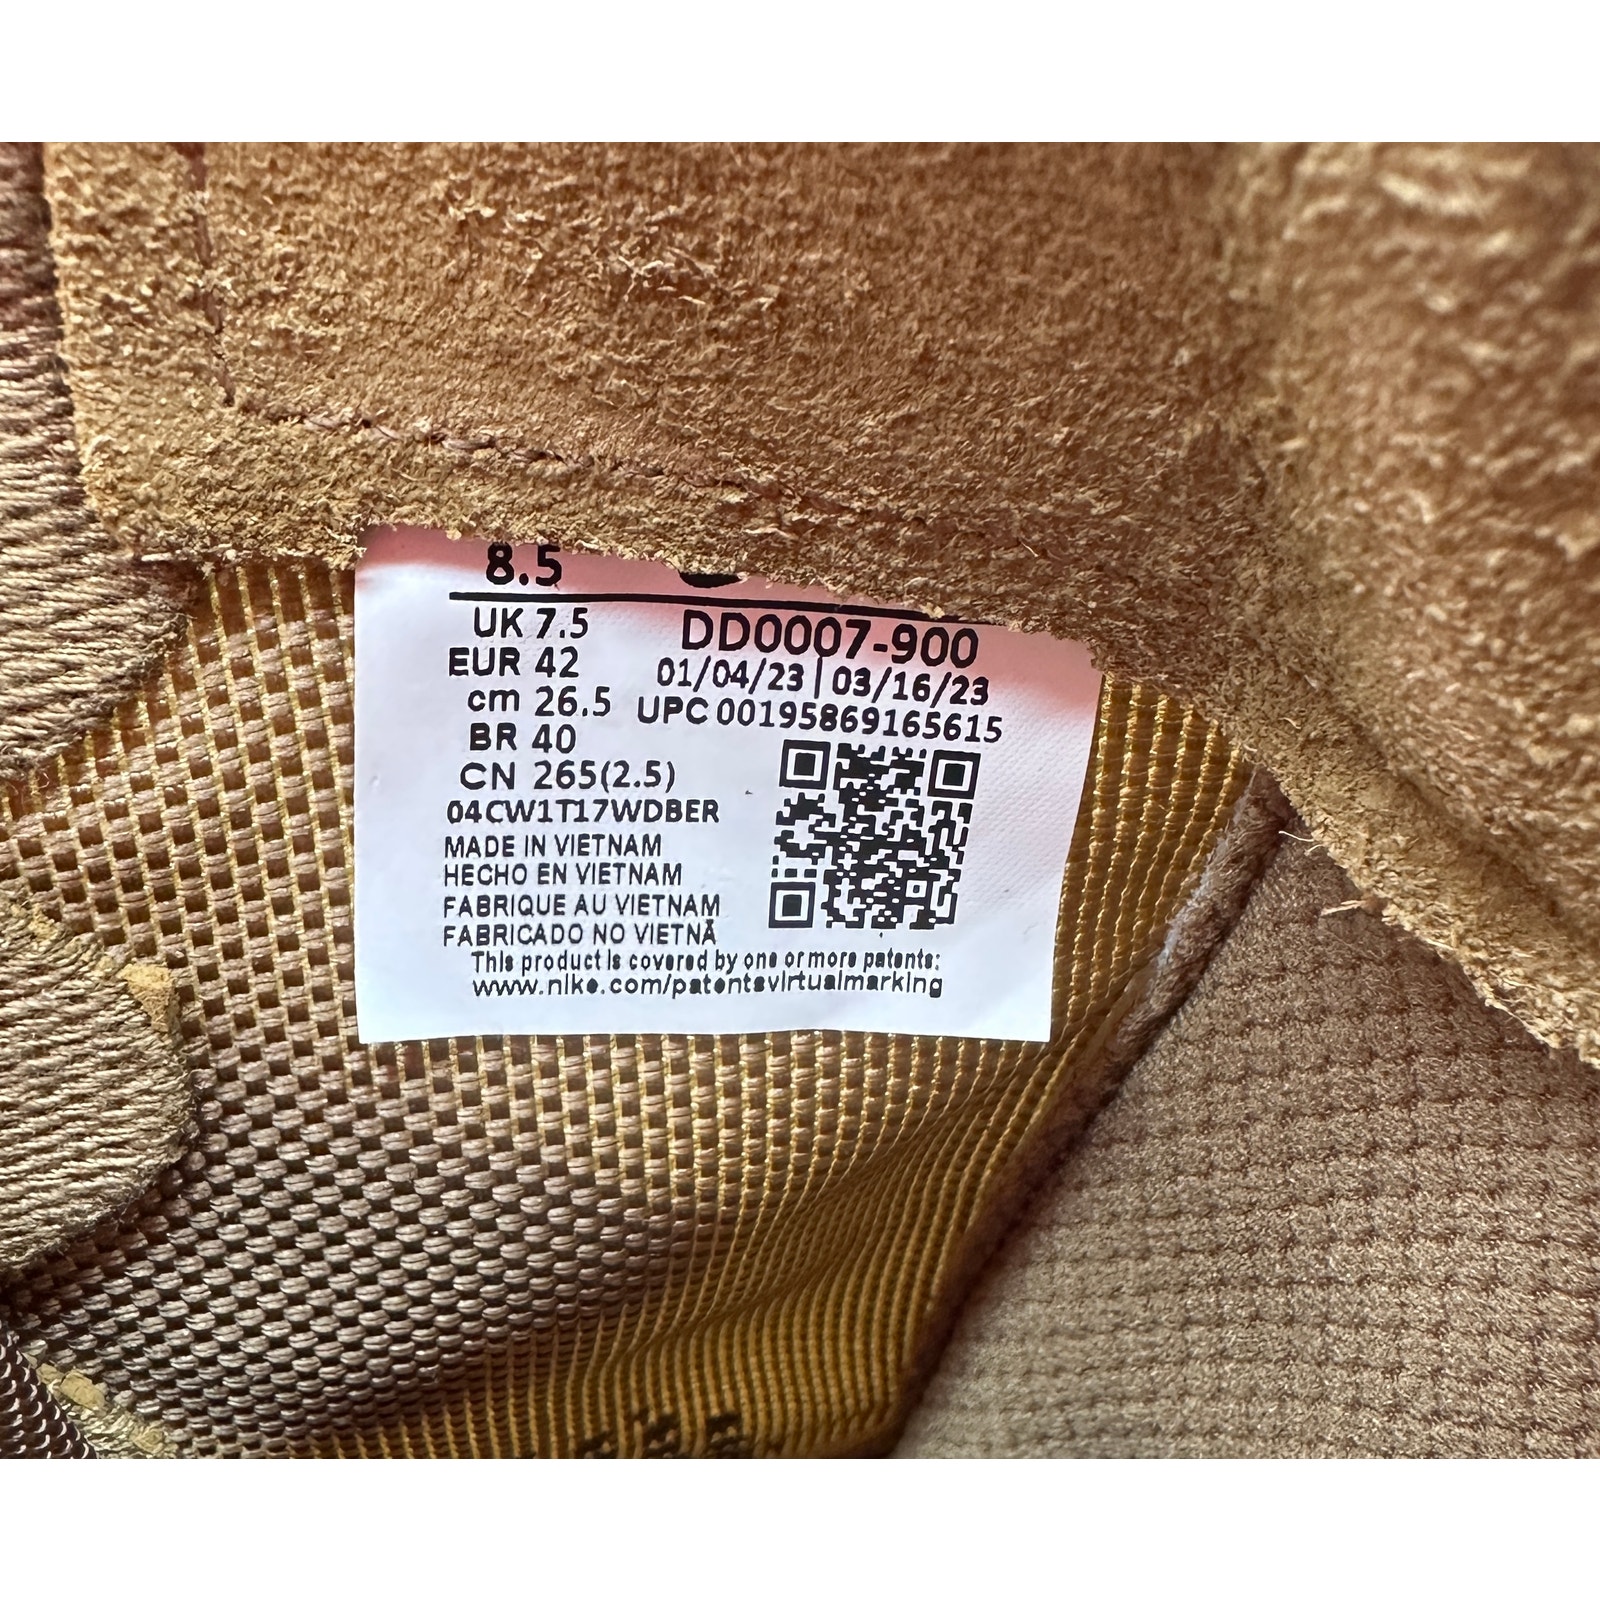 8.5
UK 7.5
EUR 42
cm 26.5
BR 40
CN 265(2.5)
DD0007-900
01/04/23 | 03/16/23
UPC 00195869165615
04CW1T17WDBER
MADE IN VIETNAM
HECHO EN VIETNAM
FABRIQUE AU VIETNAM
FABRICADO NO VIETNÃ
This product is covered by one or more patents:
www.nike.com/patentsvirtualmarking